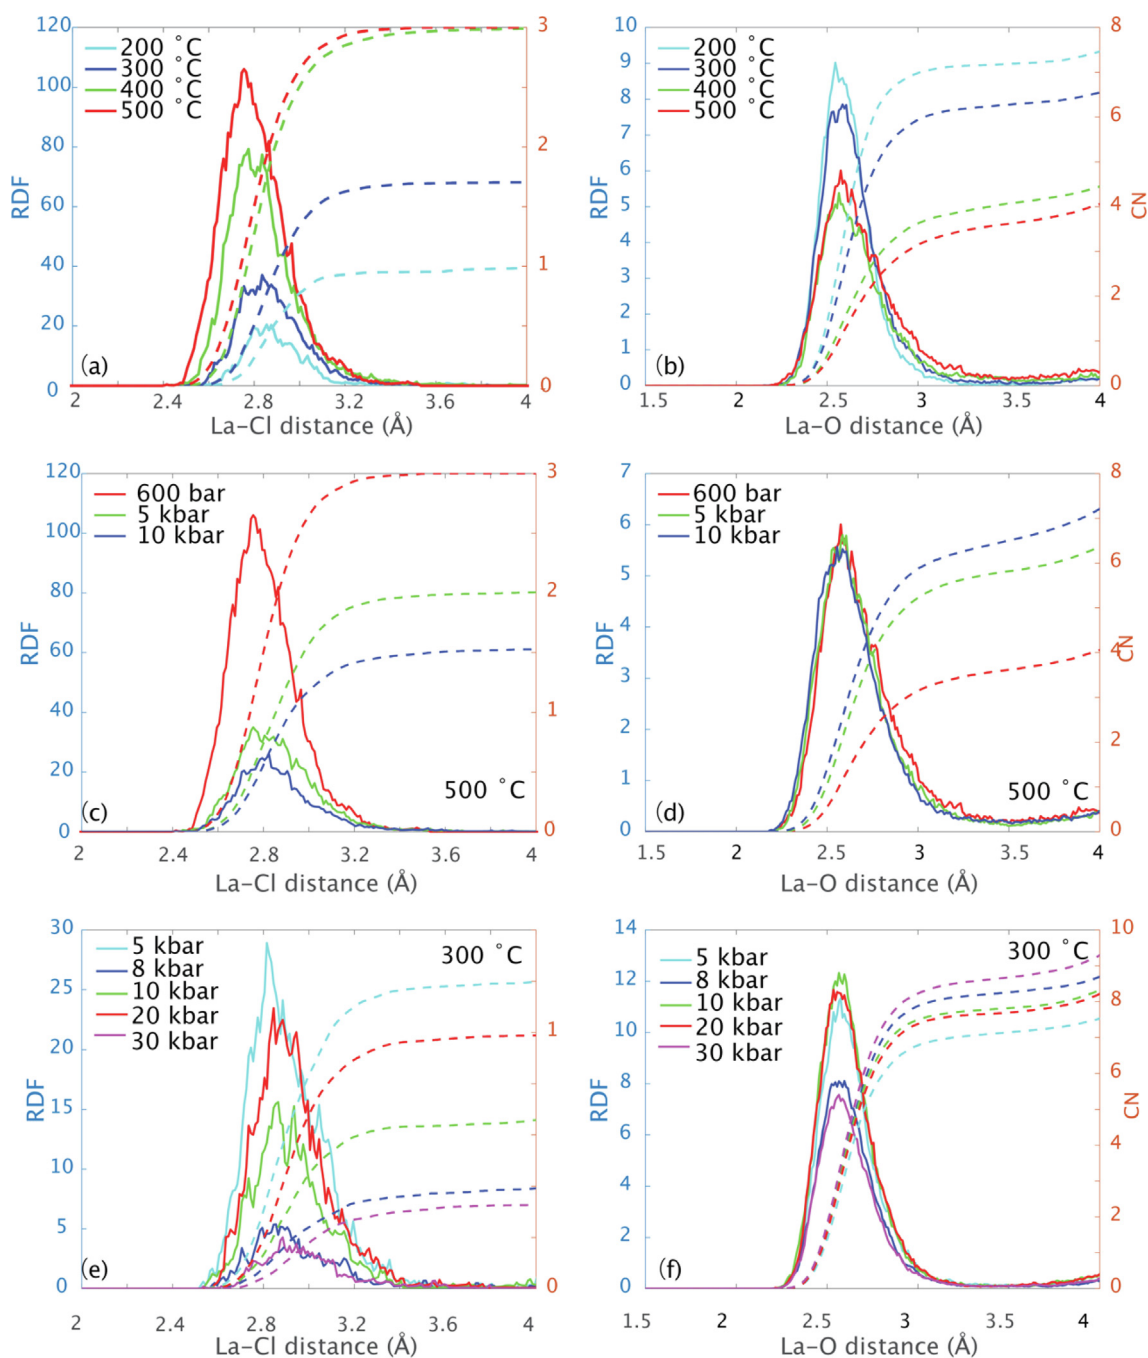 120
100
80
60
40
20
0
RDF
200 ˚C
300 ˚C
400 ˚C
500 ˚C
(a)
3
2
1
0
2
2.4
2.8
3.2
3.6
4
La–Cl distance (Å)
10
9
8
7
6
5
4
3
2
1
0
RDF
200 ˚C
300 ˚C
400 ˚C
500 ˚C
(b)
8
6
4
2
0
CN
1.5
2
2.5
3
3.5
4
La–O distance (Å)
120
100
80
60
40
20
0
RDF
600 bar
5 kbar
10 kbar
500 ˚C
(c)
3
2
1
0
2
2.4
2.8
3.2
3.6
4
La–Cl distance (Å)
7
6
5
4
3
2
1
0
RDF
600 bar
5 kbar
10 kbar
500 ˚C
(d)
8
6
4
2
0
CN
1.5
2
2.5
3
3.5
4
La–O distance (Å)
30
25
20
15
10
5
0
RDF
5 kbar
8 kbar
10 kbar
20 kbar
30 kbar
300 ˚C
(e)
1
0
2
2.4
2.8
3.2
3.6
4
La–Cl distance (Å)
14
12
10
8
6
4
2
0
RDF
5 kbar
8 kbar
10 kbar
20 kbar
30 kbar
300 ˚C
(f)
10
8
6
4
2
0
CN
1.5
2
2.5
3
3.5
4
La–O distance (Å)